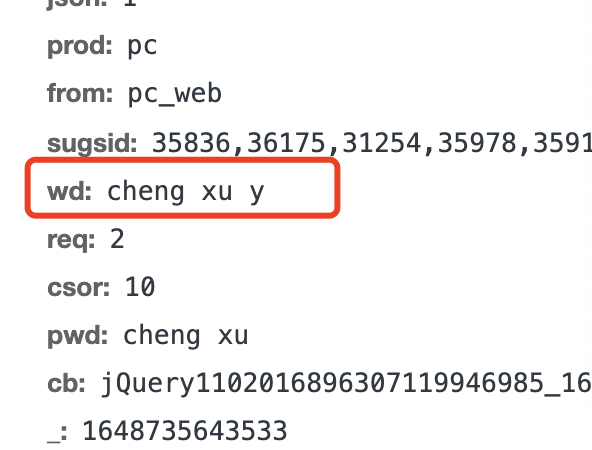 json: 1
prod: pc
from: pc_web
sugsid: 35836,36175,31254,35978,3591
wd: cheng xu y
req: 2
csor: 10
pwd: cheng xu
cb: jQuery1102016896307119946985_16
_: 1648735643533